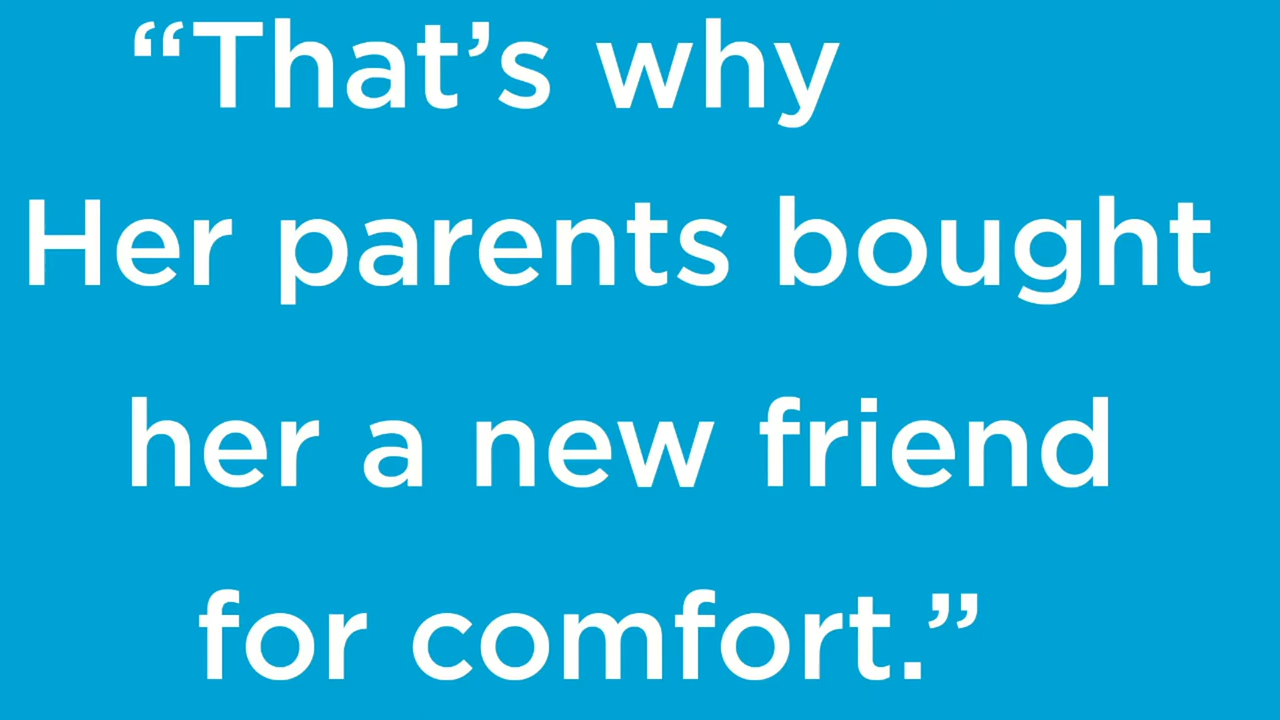 “That’s why
Her parents bought
her a new friend
for comfort.”